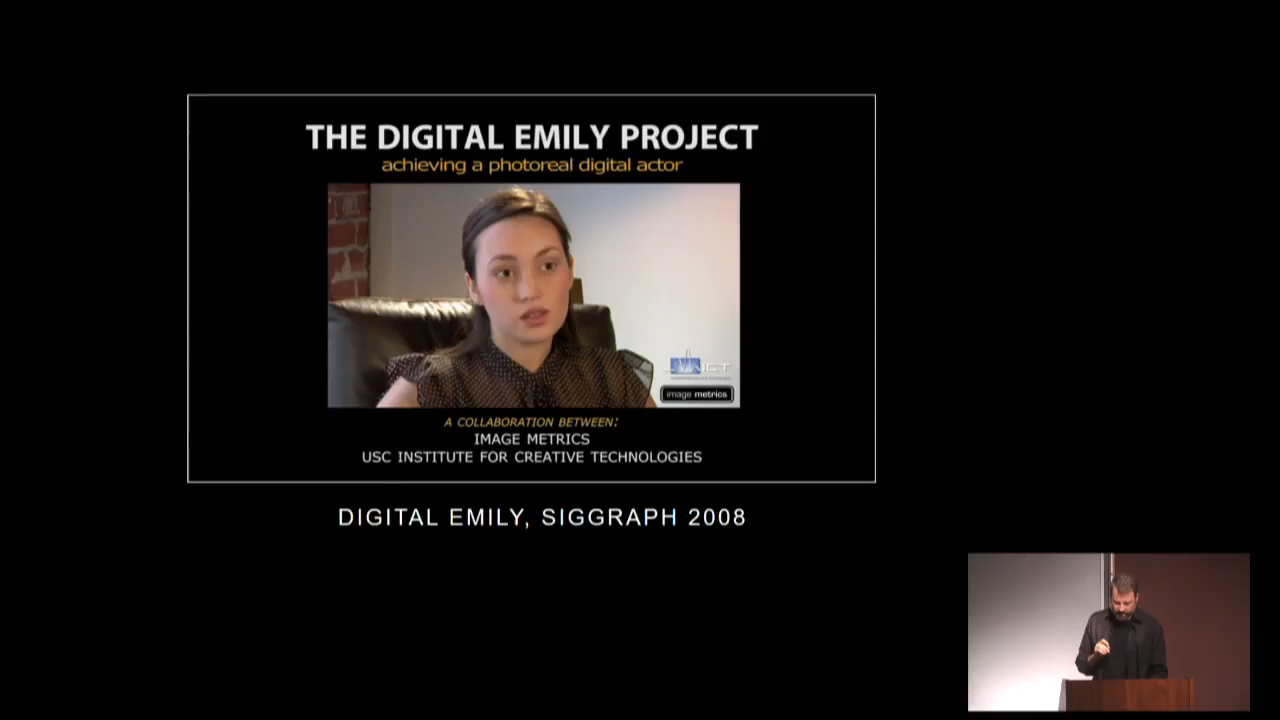 THE DIGITAL EMILY PROJECT
achieving a photoreal digital actor
ICT
image metrics
A COLLABORATION BETWEEN:
IMAGE METRICS
USC INSTITUTE FOR CREATIVE TECHNOLOGIES
DIGITAL EMILY, SIGGRAPH 2008